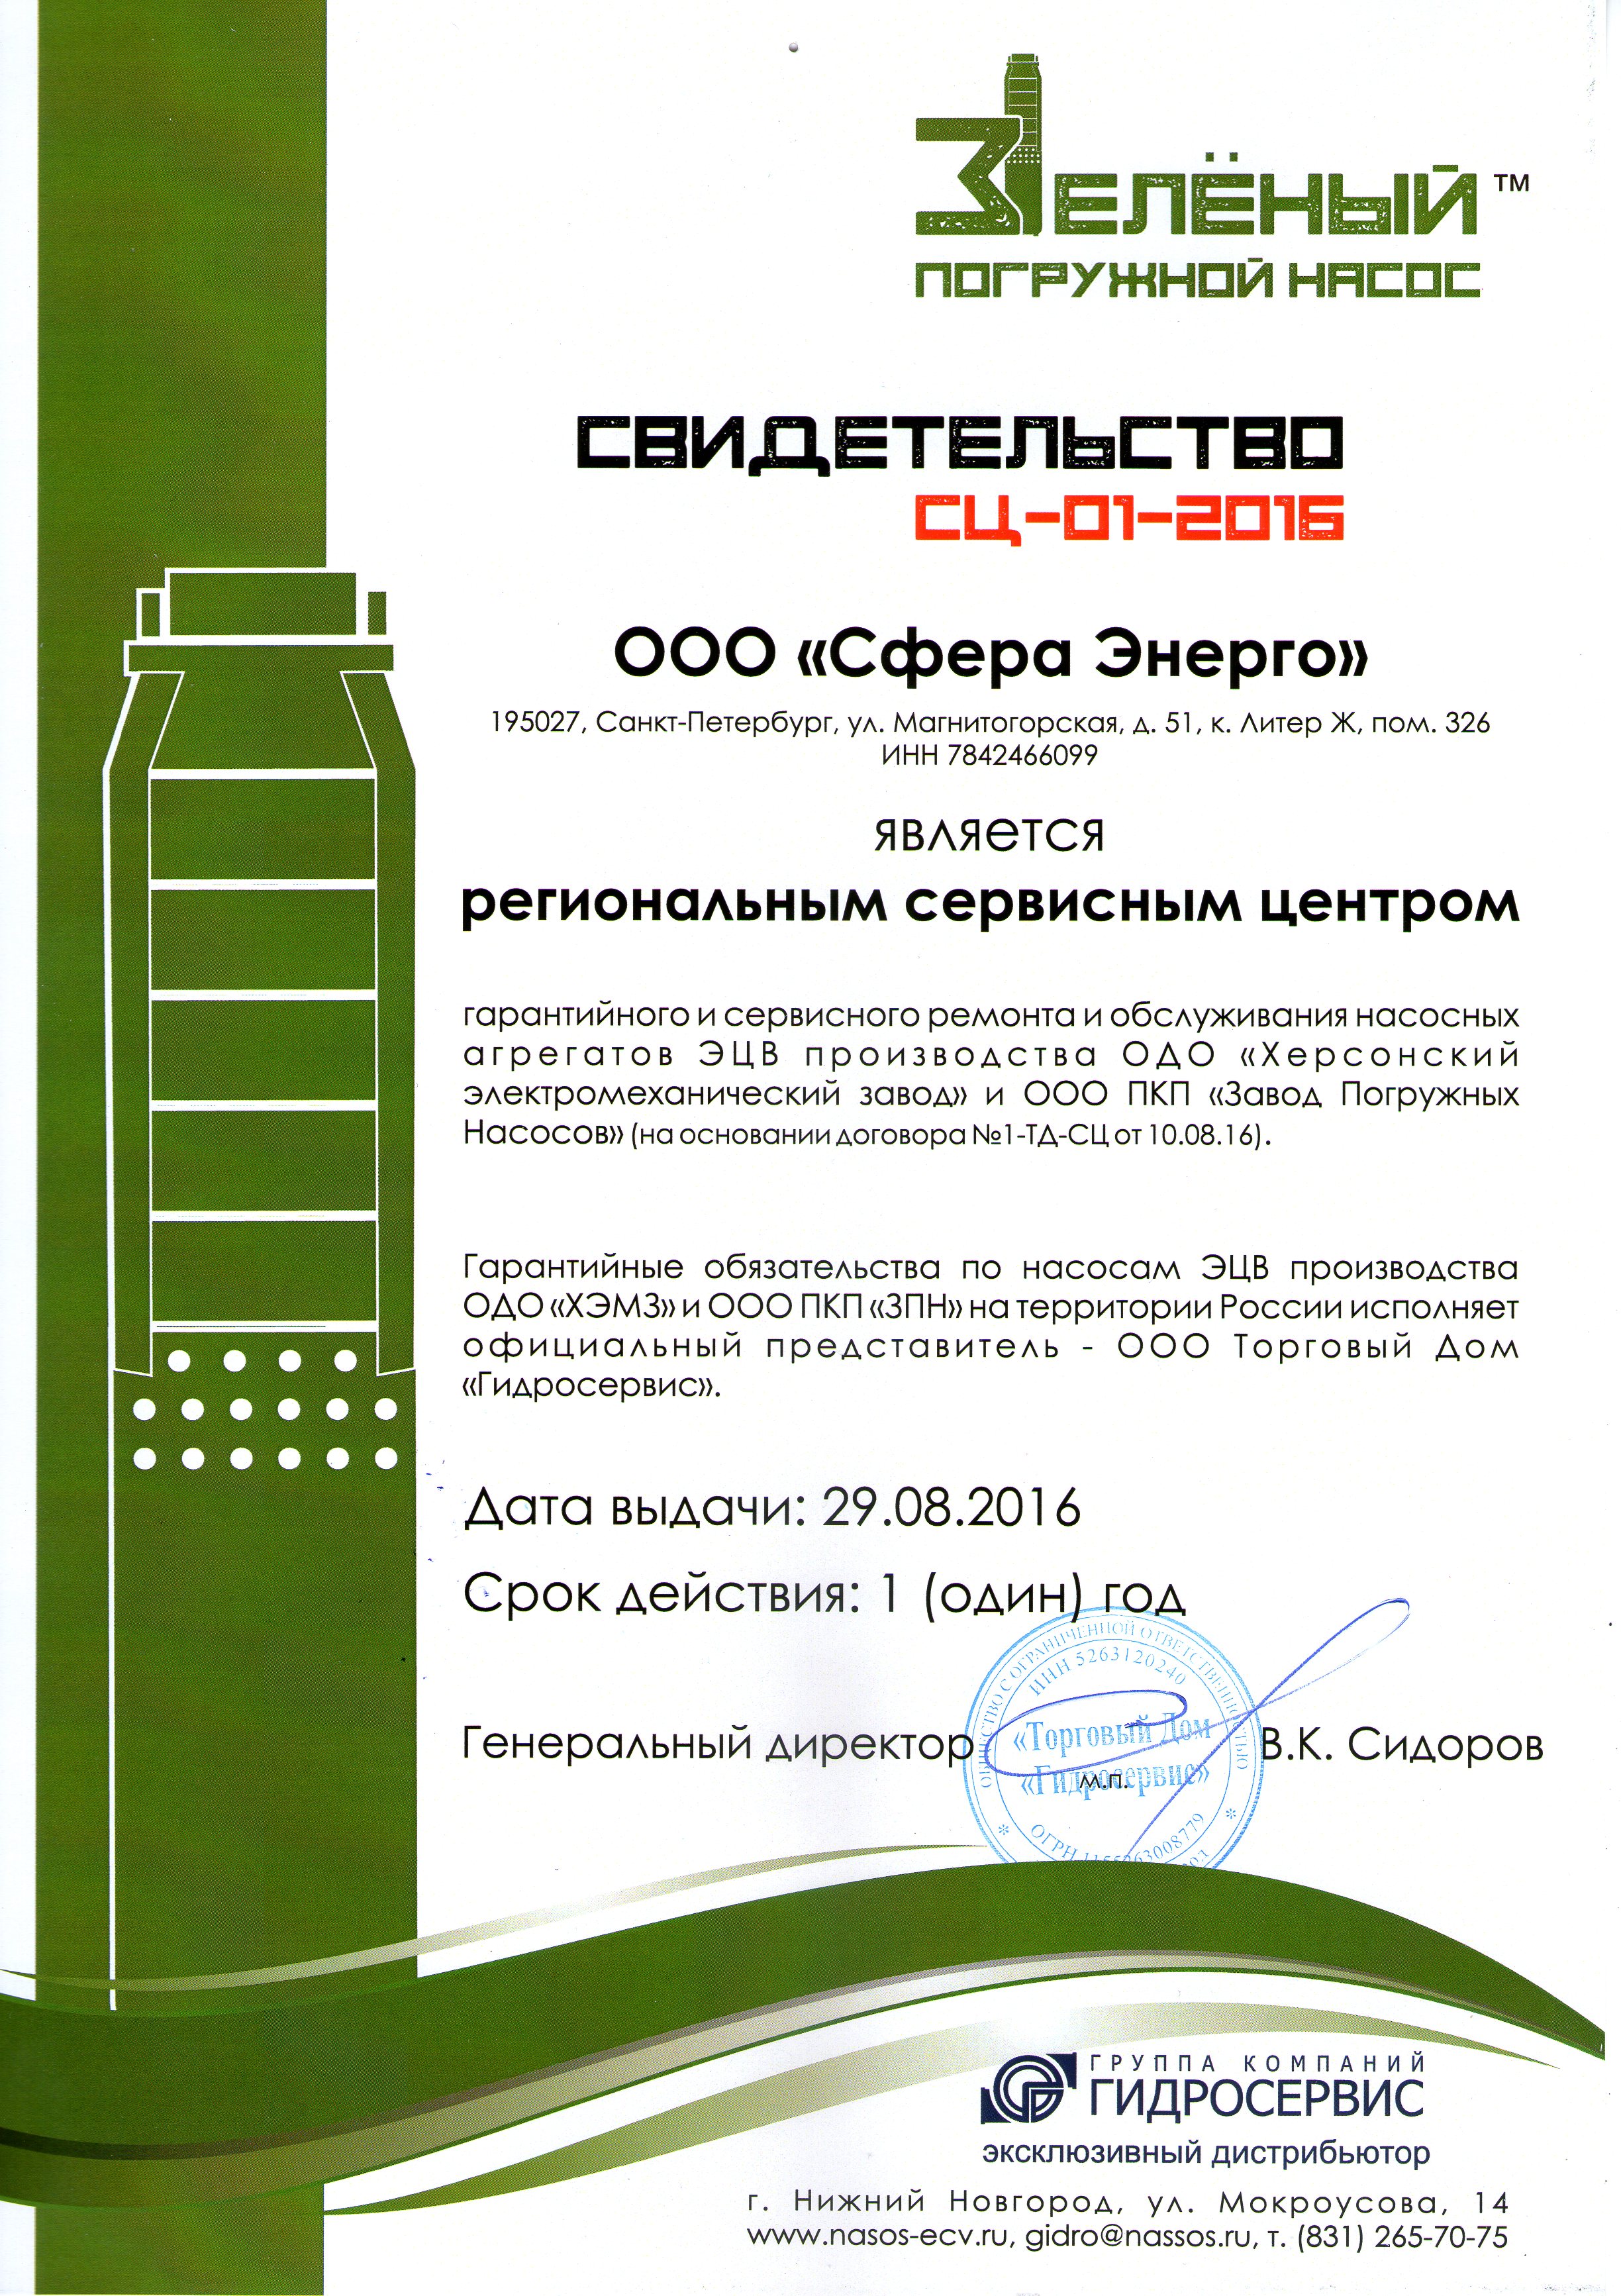 ЗЕЛЁНЫЙ ™
ПОГРУЖНОЙ НАСОС
СВИДЕТЕЛЬСТВО
СЦ-01-2016
ООО «Сфера Энерго»
195027, Санкт-Петербург, ул. Магнитогорская, д. 51, к. Литер Ж, пом. 326
ИНН 7842466099
является
региональным сервисным центром
гарантийного и сервисного ремонта и обслуживания насосных
агрегатов ЭЦВ производства ОДО «Херсонский
электромеханический завод» и ООО ПКП «Завод Погружных
Насосов» (на основании договора №1-ТД-СЦ от 10.08.16).
Гарантийные обязательства по насосам ЭЦВ производства
ОДО «ХЭМЗ» и ООО ПКП «ЗПН» на территории России исполняет
официальный представитель - ООО Торговый Дом
«Гидросервис».
Дата выдачи: 29.08.2016
Срок действия: 1 (один) год
ОБЩЕСТВО С ОГРАНИЧЕННОЙ ОТВЕТСТВЕННОСТЬЮ
ИНН 5263120240
Генеральный директор
«Торговый Дом
В.К. Сидоров
«Гидросервис»
м.п.
ОГРН 1155263008779
ГРУППА КОМПАНИЙ
ГИДРОСЕРВИС
эксклюзивный дистрибьютор
г. Нижний Новгород, ул. Мокроусова, 14
www.nasos-ecv.ru, gidro@nassos.ru, т. (831) 265-70-75